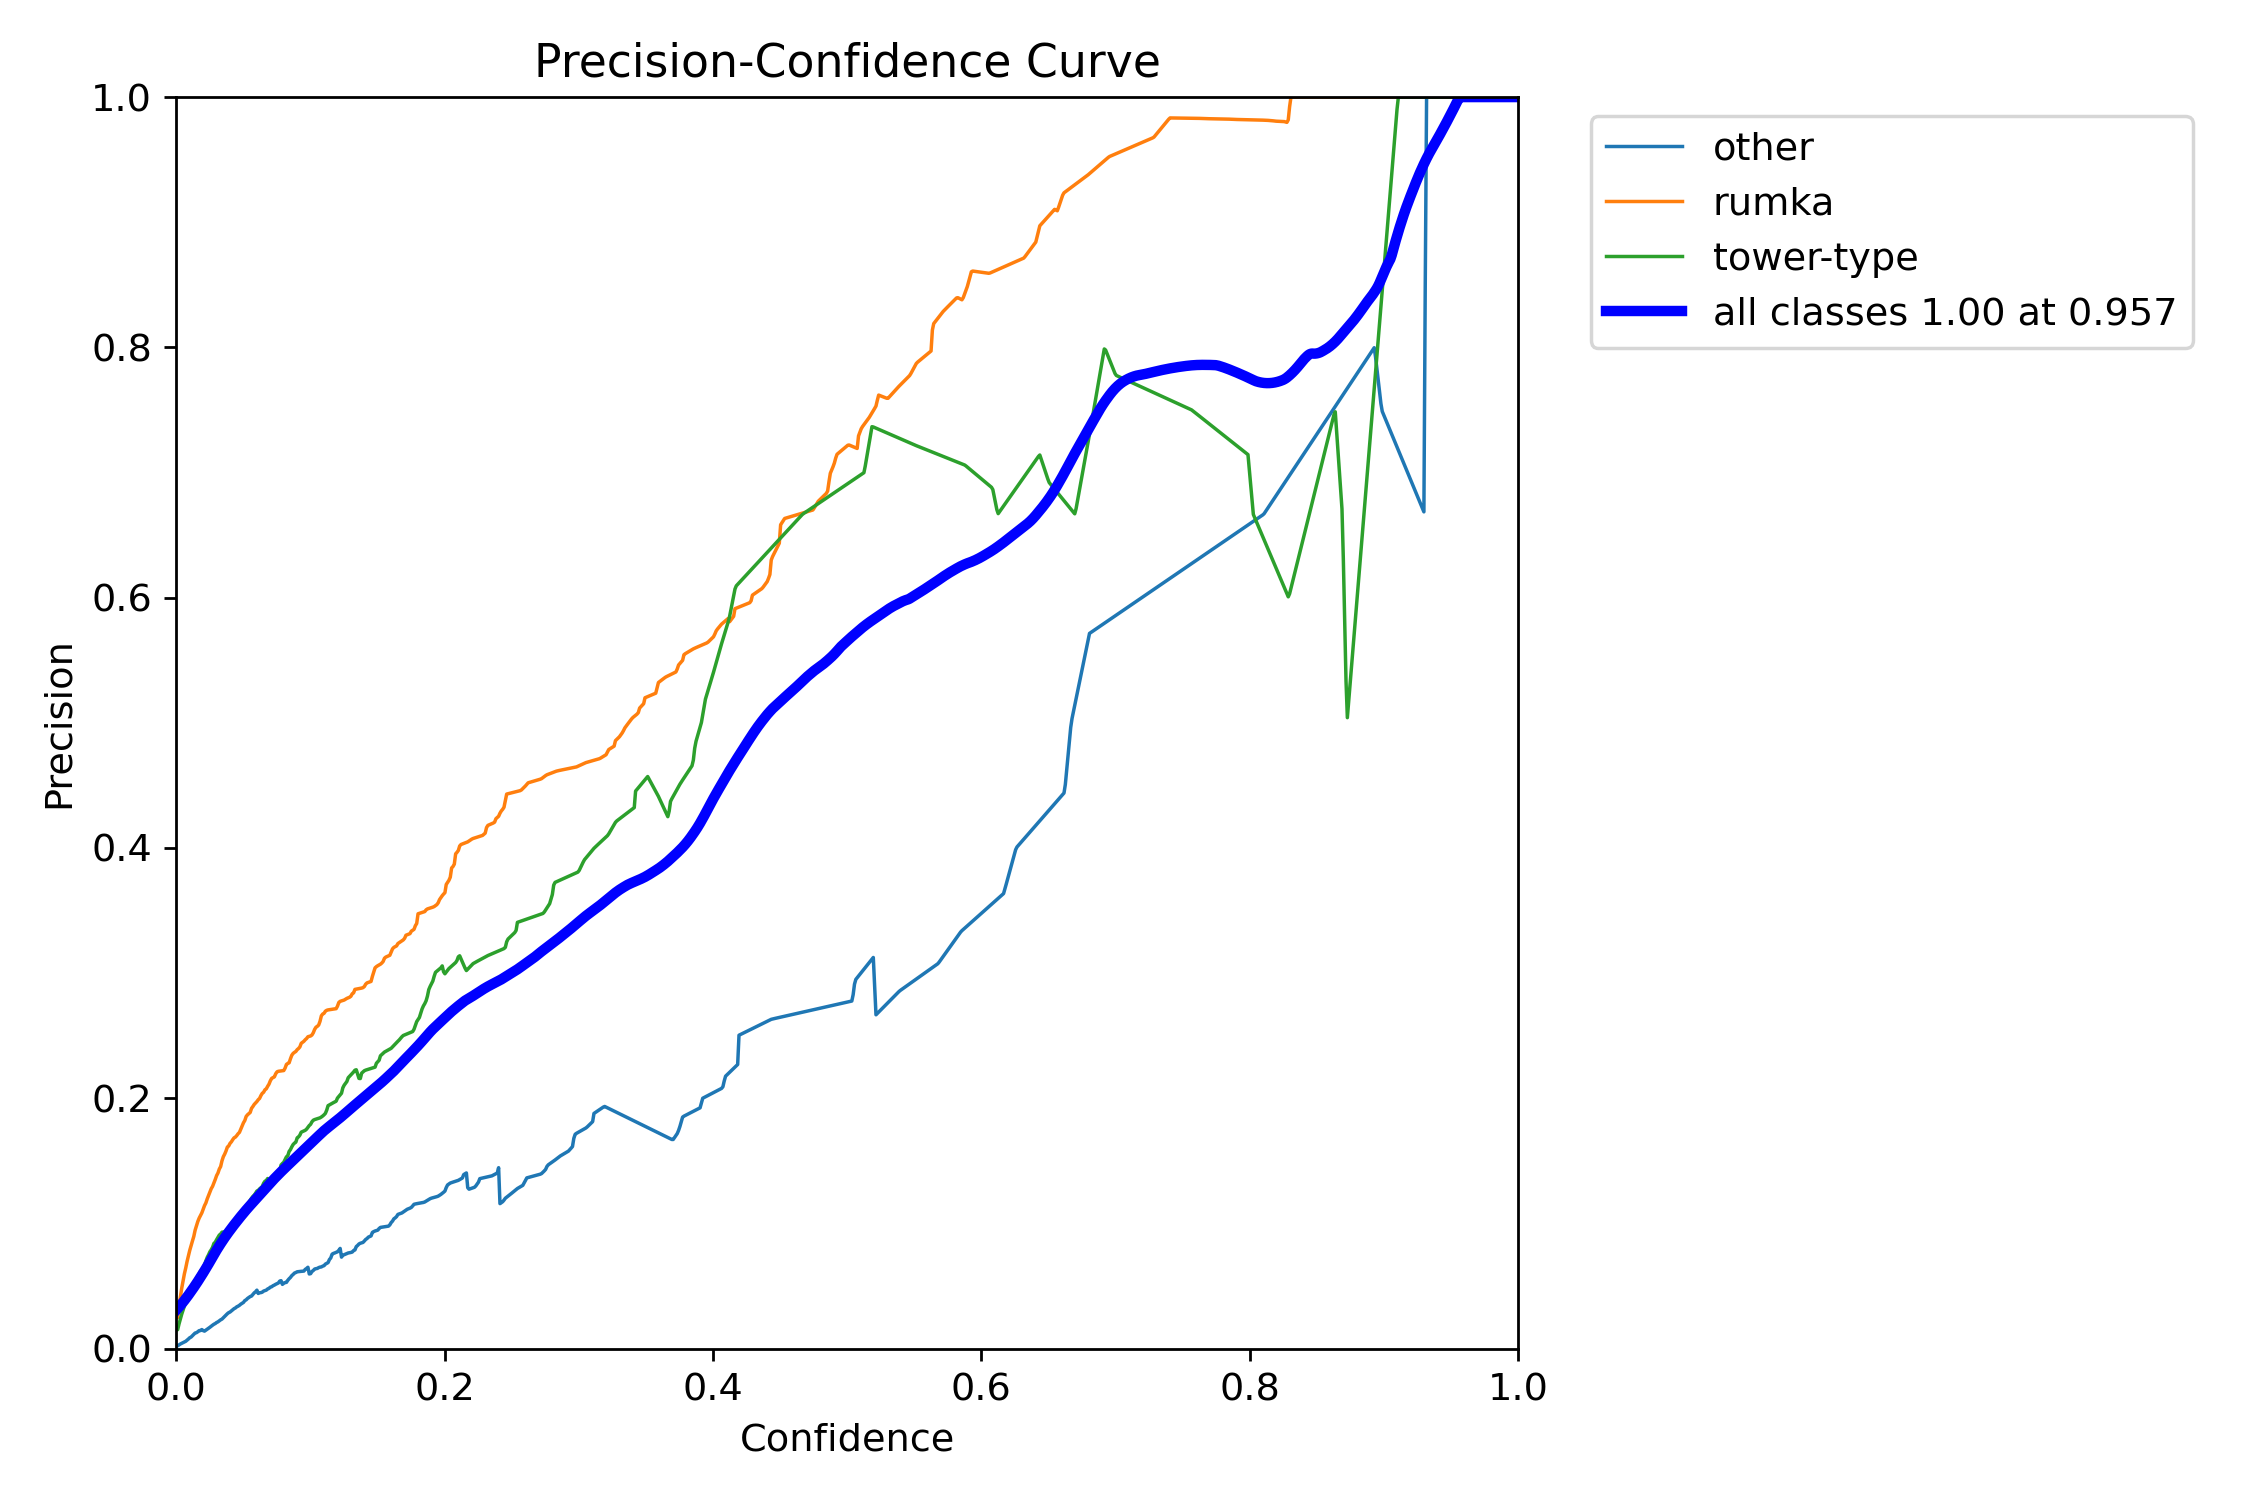 Precision-Confidence Curve
1.0
0.8
0.6
0.4
0.2
0.0
Precision
0.0 0.2 0.4 0.6 0.8 1.0
Confidence
other
rumka
tower-type
all classes 1.00 at 0.957